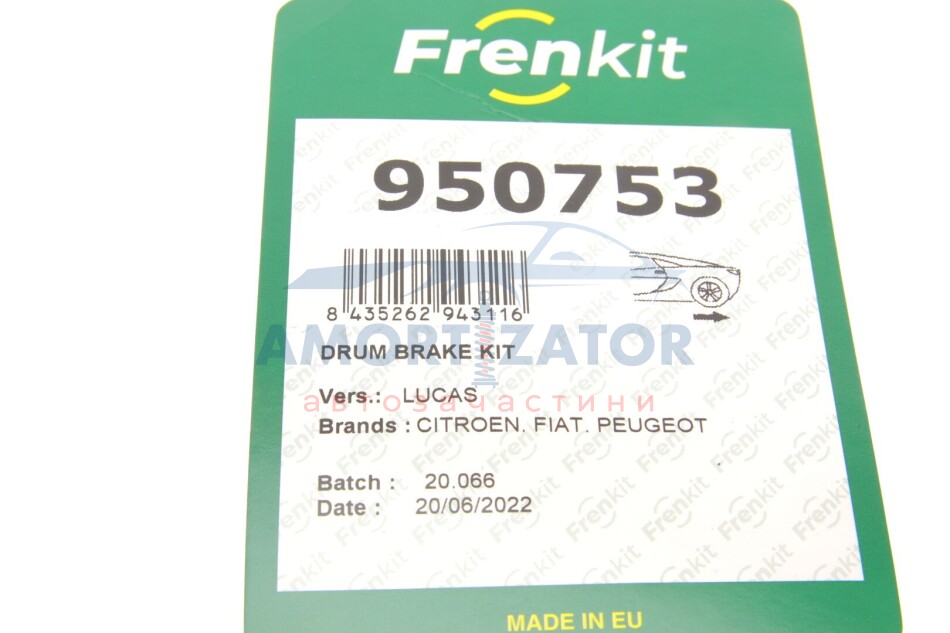 Frenkit
950753
8 435262 943116
AMORTIZATOR
DRUM BRAKE KIT
Vers.: LUCAS
автозапчастини
Brands : CITROEN. FIAT. PEUGEOT
Batch : 20.066
Date : 20/06/2022
MADE IN EU